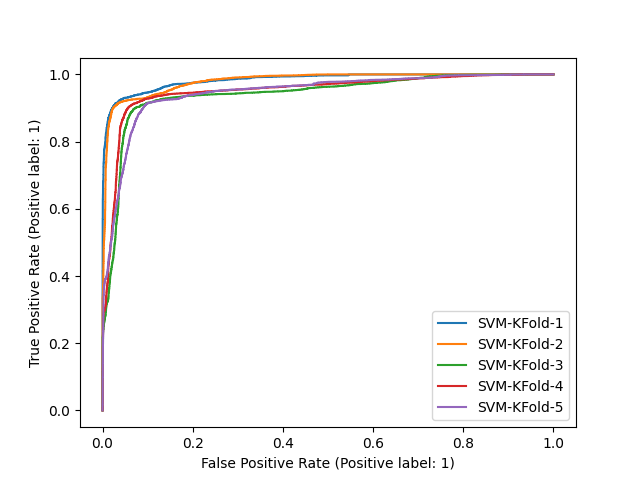 1.0
0.8
0.6
0.4
0.2
0.0
True Positive Rate (Positive label: 1)
SVM-KFold-1
SVM-KFold-2
SVM-KFold-3
SVM-KFold-4
SVM-KFold-5
0.0 0.2 0.4 0.6 0.8 1.0
False Positive Rate (Positive label: 1)